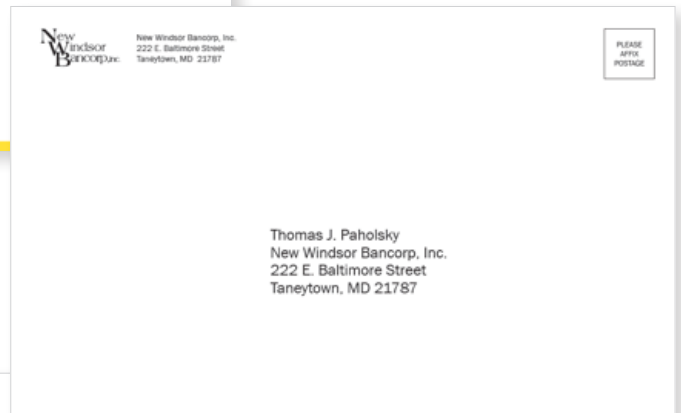 New
Windsor
Bancorp, Inc.
New Windsor Bancorp, Inc.
222 E. Baltimore Street
Taneytown, MD 21787
PLEASE
AFFIX
POSTAGE
Thomas J. Paholsky
New Windsor Bancorp, Inc.
222 E. Baltimore Street
Taneytown, MD 21787